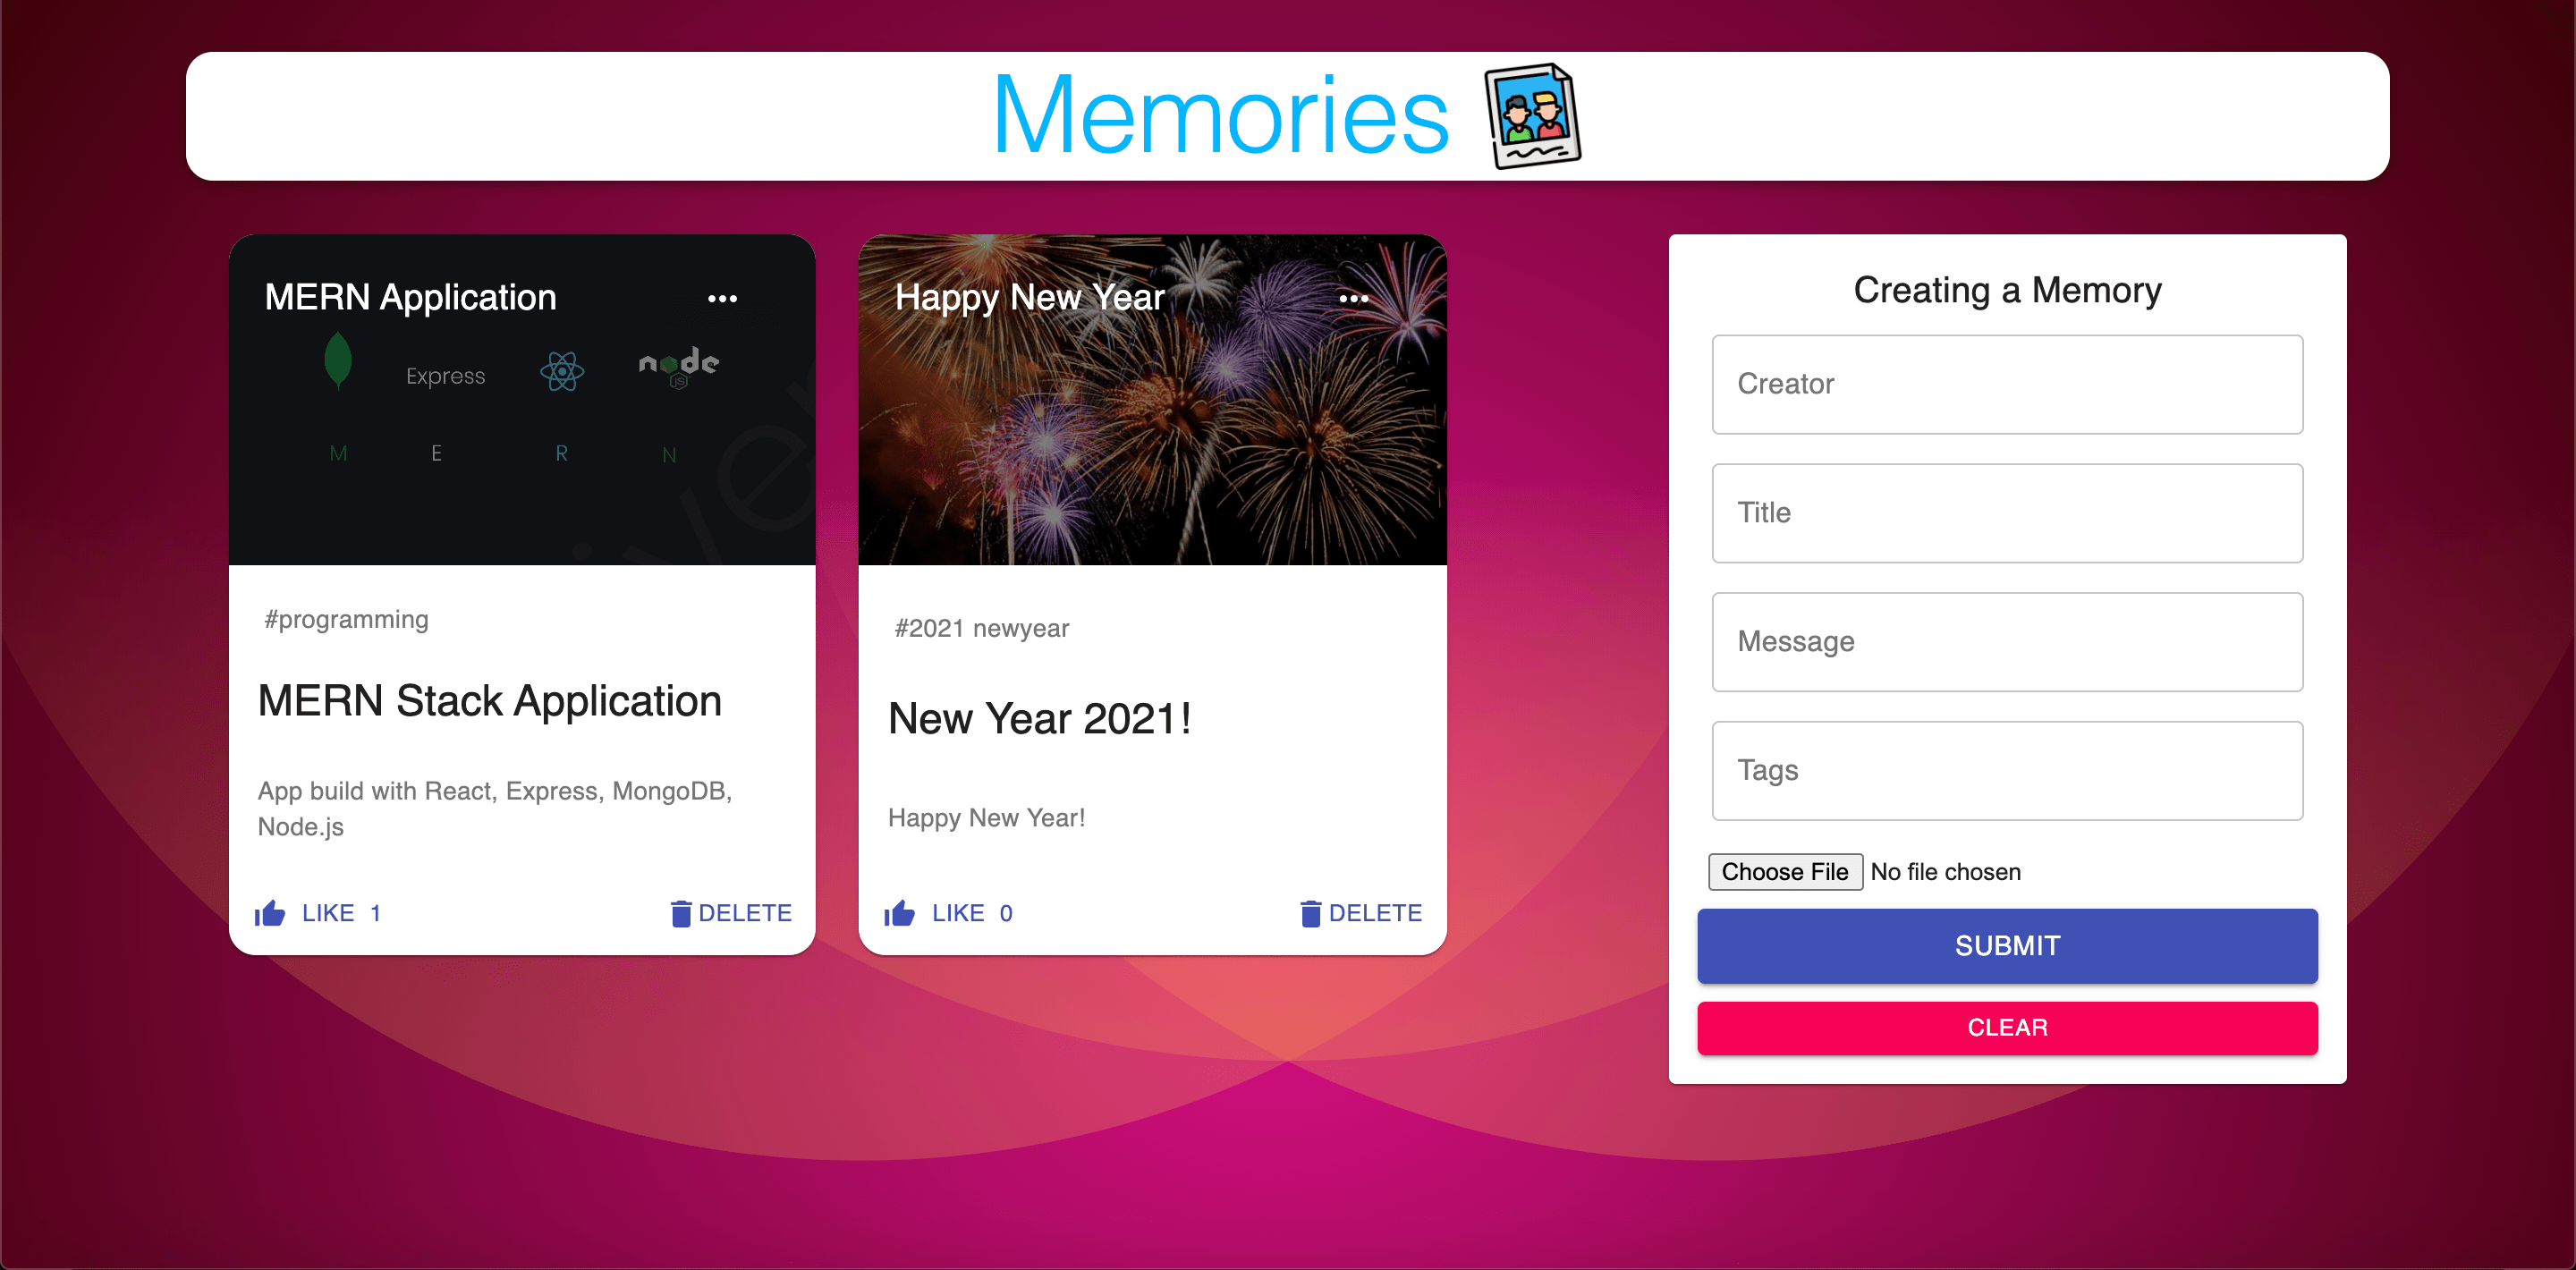 Memories
MERN Application
Express
node
JS
M E R N
#programming
MERN Stack Application
App build with React, Express, MongoDB,
Node.js
LIKE 1
DELETE
Happy New Year
#2021 newyear
New Year 2021!
Happy New Year!
LIKE 0
DELETE
Creating a Memory
Creator
Title
Message
Tags
Choose File No file chosen
SUBMIT
CLEAR